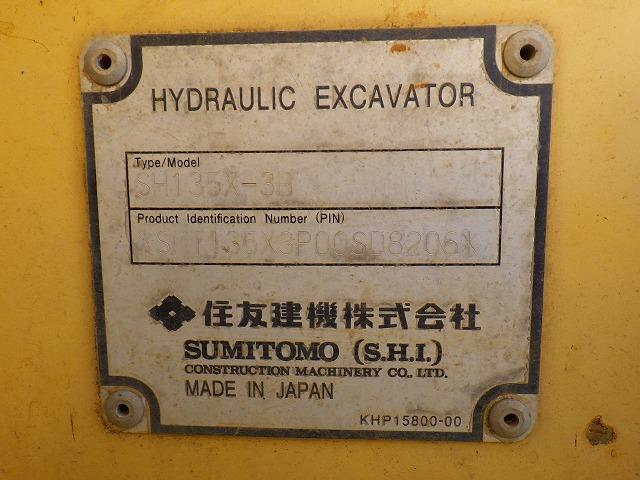 HYDRAULIC EXCAVATOR
Type/Model
SH135X-3B
Product Identification Number (PIN)
住友建機株式会社
SUMITOMO (S.H.I.)
CONSTRUCTION MACHINERY CO., LTD.
MADE IN JAPAN
KHP15800-00